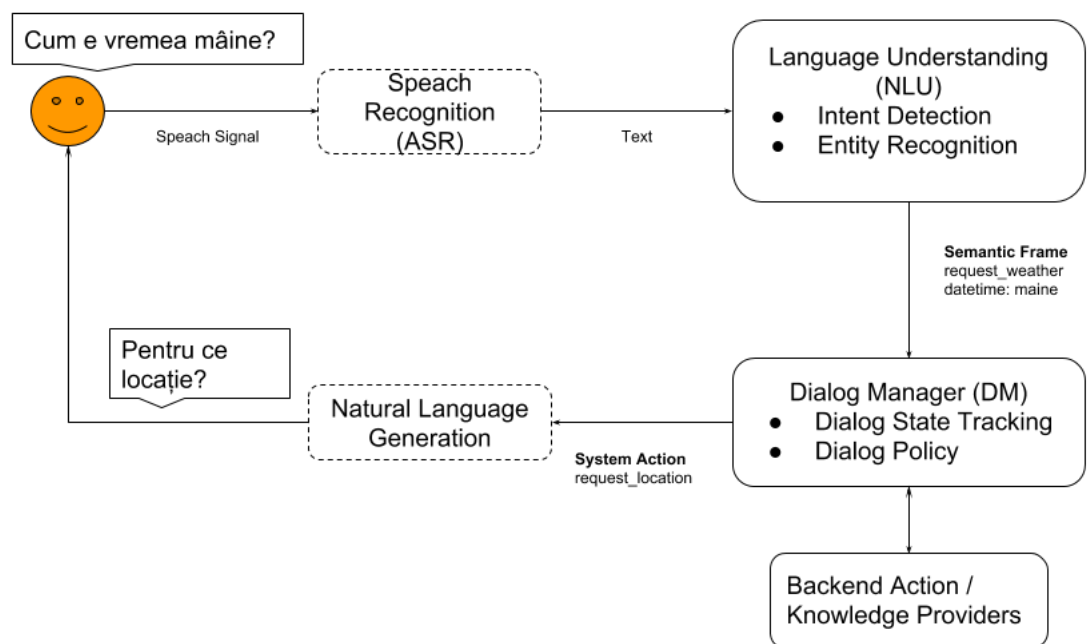 Cum e vremea mâine?
Speach
Recognition
(ASR)
Speach Signal
Text
Language Understanding
(NLU)
● Intent Detection
● Entity Recognition
Semantic Frame
request_weather
datetime: maine
Pentru ce
locație?
Natural Language
Generation
System Action
request_location
Dialog Manager (DM)
● Dialog State Tracking
● Dialog Policy
Backend Action /
Knowledge Providers